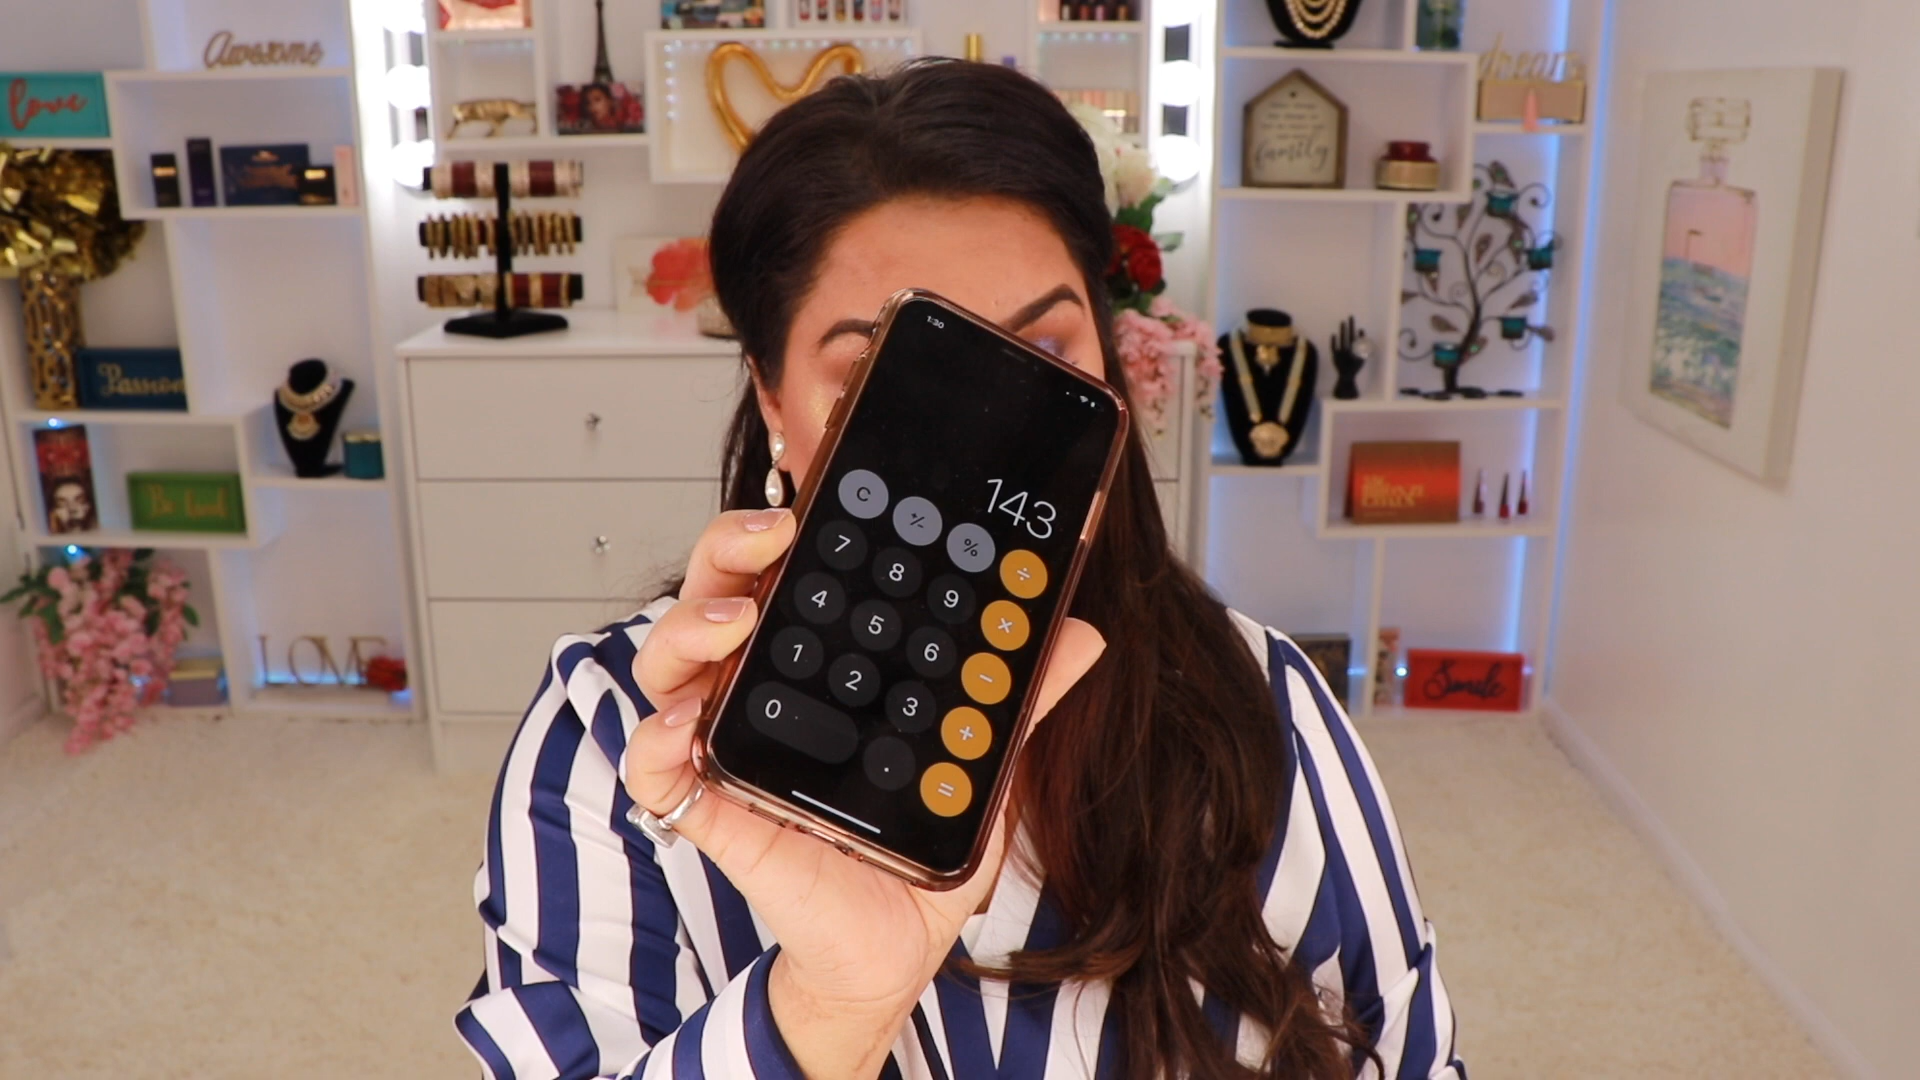 Awesome
love
dream
family
Passion
Be kind
LOVE
Smile
1:30
143
C +/- % ÷
7 8 9 ×
4 5 6 −
1 2 3 +
0 . =